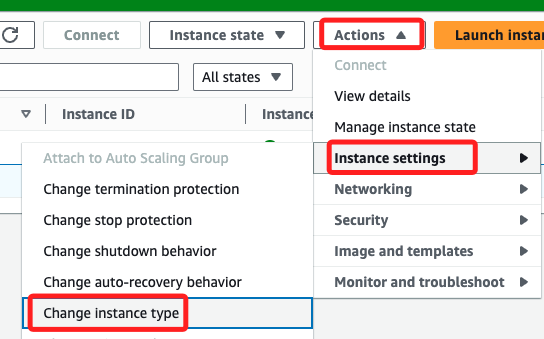 Connect
Instance state
Actions
Launch instan
All states
Connect
View details
Instance ID
Instanc
Manage instance state
Attach to Auto Scaling Group
Instance settings
Change termination protection
Networking
Change stop protection
Security
Change shutdown behavior
Image and templates
Change auto-recovery behavior
Monitor and troubleshoot
Change instance type